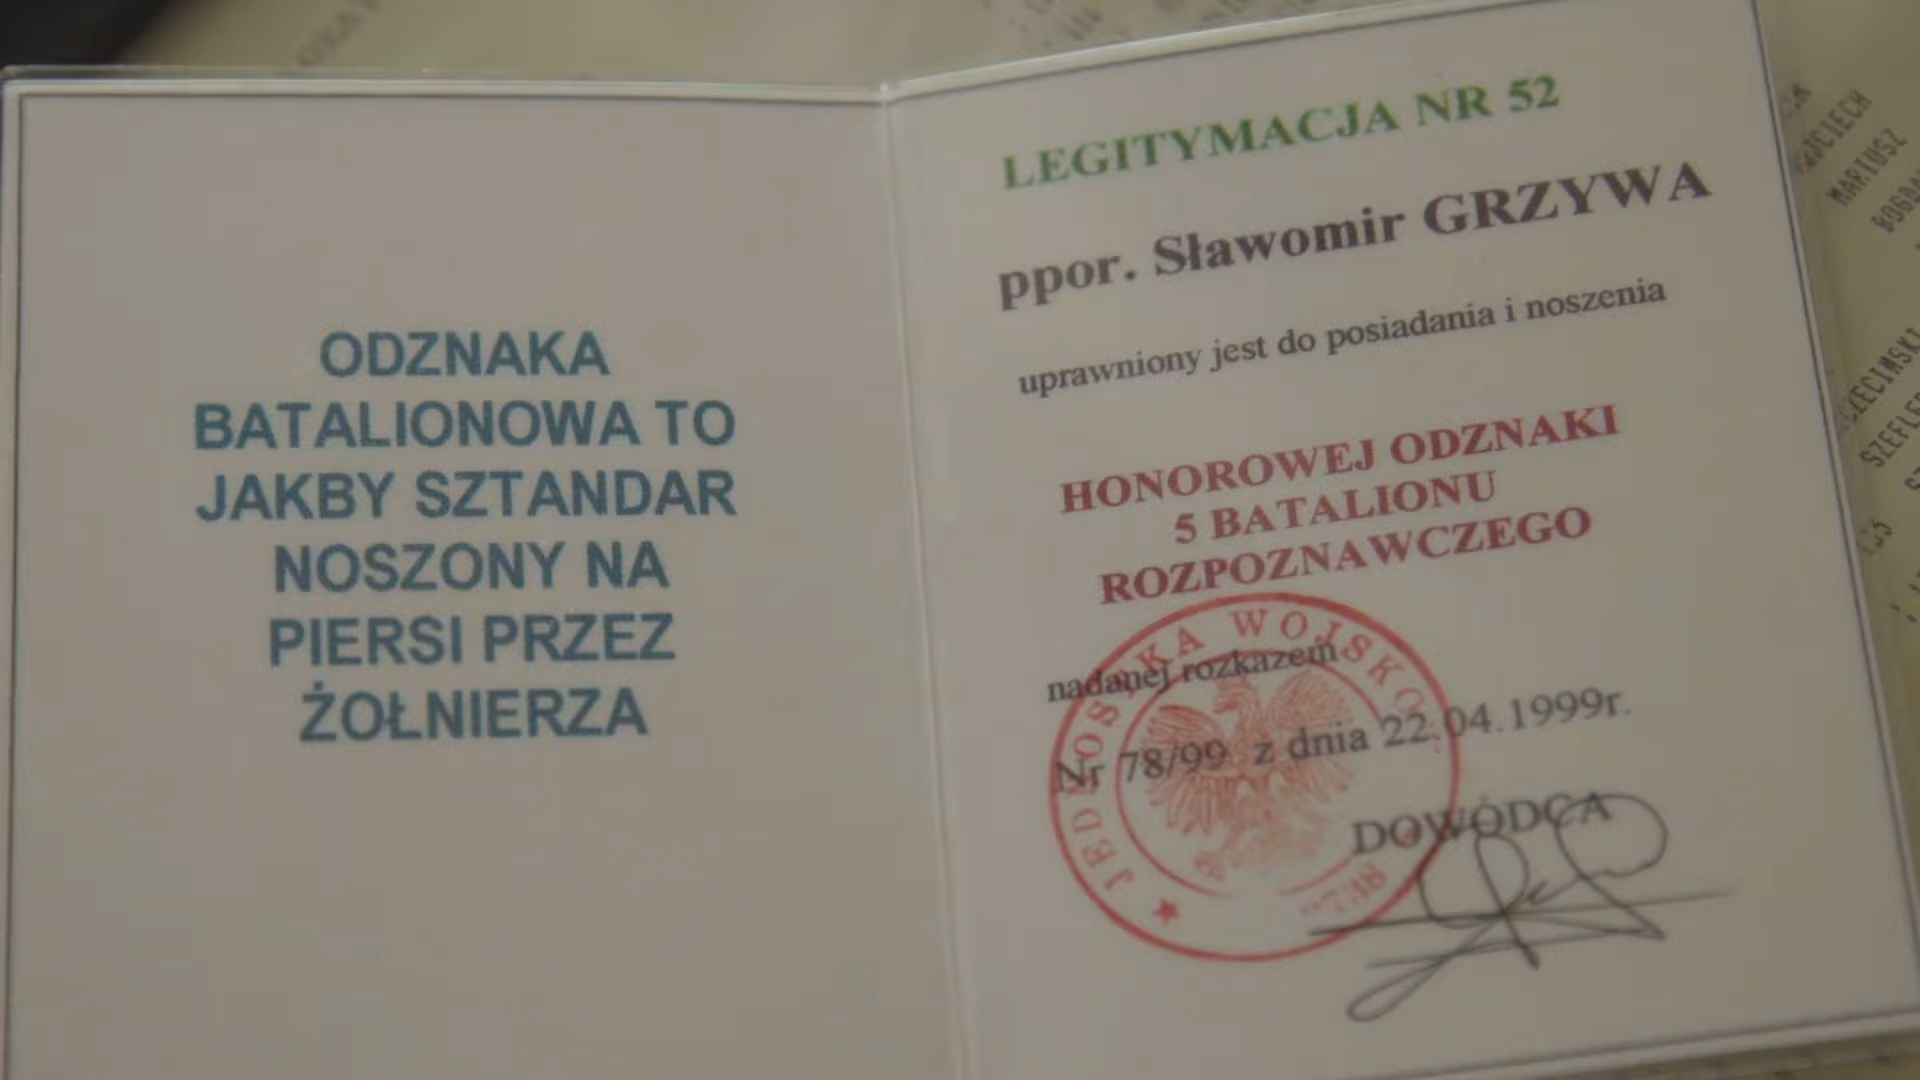 ODZNAKA
BATALIONOWA TO
JAKBY SZTANDAR
NOSZONY NA
PIERSI PRZEZ
ŻOŁNIERZA
LEGITYMACJA NR 52
ppor. Sławomir GRZYWA
uprawniony jest do posiadania i noszenia
HONOROWEJ ODZNAKI
5 BATALIONU
ROZPOZNAWCZEGO
nadanej rozkazem
Nr 78/99 z dnia 22.04.1999r.
DOWÓDCA
JEDNOSTKA WOJSKO
MARIUSZ